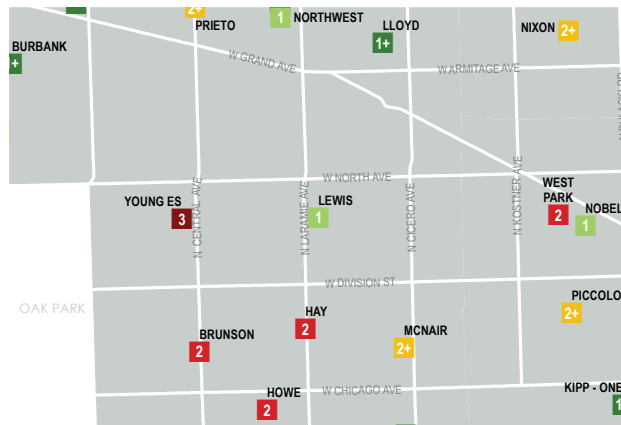 2+
PRIETO
1
NORTHWEST
LLOYD
1+
NIXON
2+
BURBANK
+
W GRAND AVE
W ARMITAGE AVE
W NORTH AVE
N CENTRAL AVE
N LARAMIE AVE
N CICERO AVE
N KOSTNER AVE
YOUNG ES
3
LEWIS
1
WEST
PARK
2
NOBEL
1
W DIVISION ST
OAK PARK
BRUNSON
2
HAY
2
MCNAIR
2+
PICCOLO
2+
W CHICAGO AVE
HOWE
2
KIPP - ONE
1